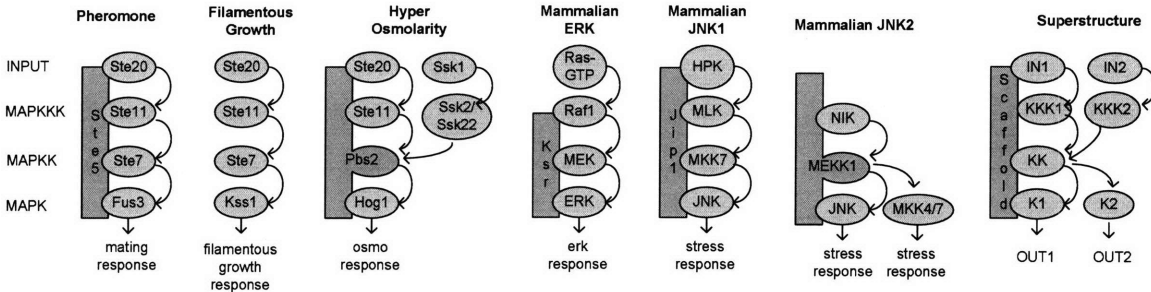 Pheromone
Filamentous
Growth
Hyper
Osmolarity
Mammalian
ERK
Mammalian
JNK1
Mammalian JNK2
Superstructure
INPUT
MAPKKK
MAPKK
MAPK
Ste5
Ste20
Ste11
Ste7
Fus3
mating
response
Ste20
Ste11
Ste7
Kss1
filamentous
growth
response
Ste20
Ste11
Pbs2
Hog1
Ssk1
Ssk2/
Ssk22
osmo
response
Ras-
GTP
Raf1
MEK
ERK
Ksr
erk
response
HPK
MLK
MKK7
JNK
Jip1
stress
response
NIK
MEKK1
JNK
MKK4/7
stress
response
stress
response
Scaffold
IN1
KKK1
KK
K1
IN2
KKK2
K2
OUT1
OUT2